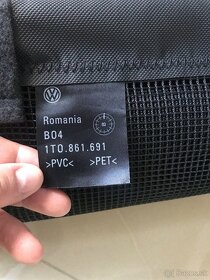 Romania
B04
1T0.861.691
>PVC< >PET<